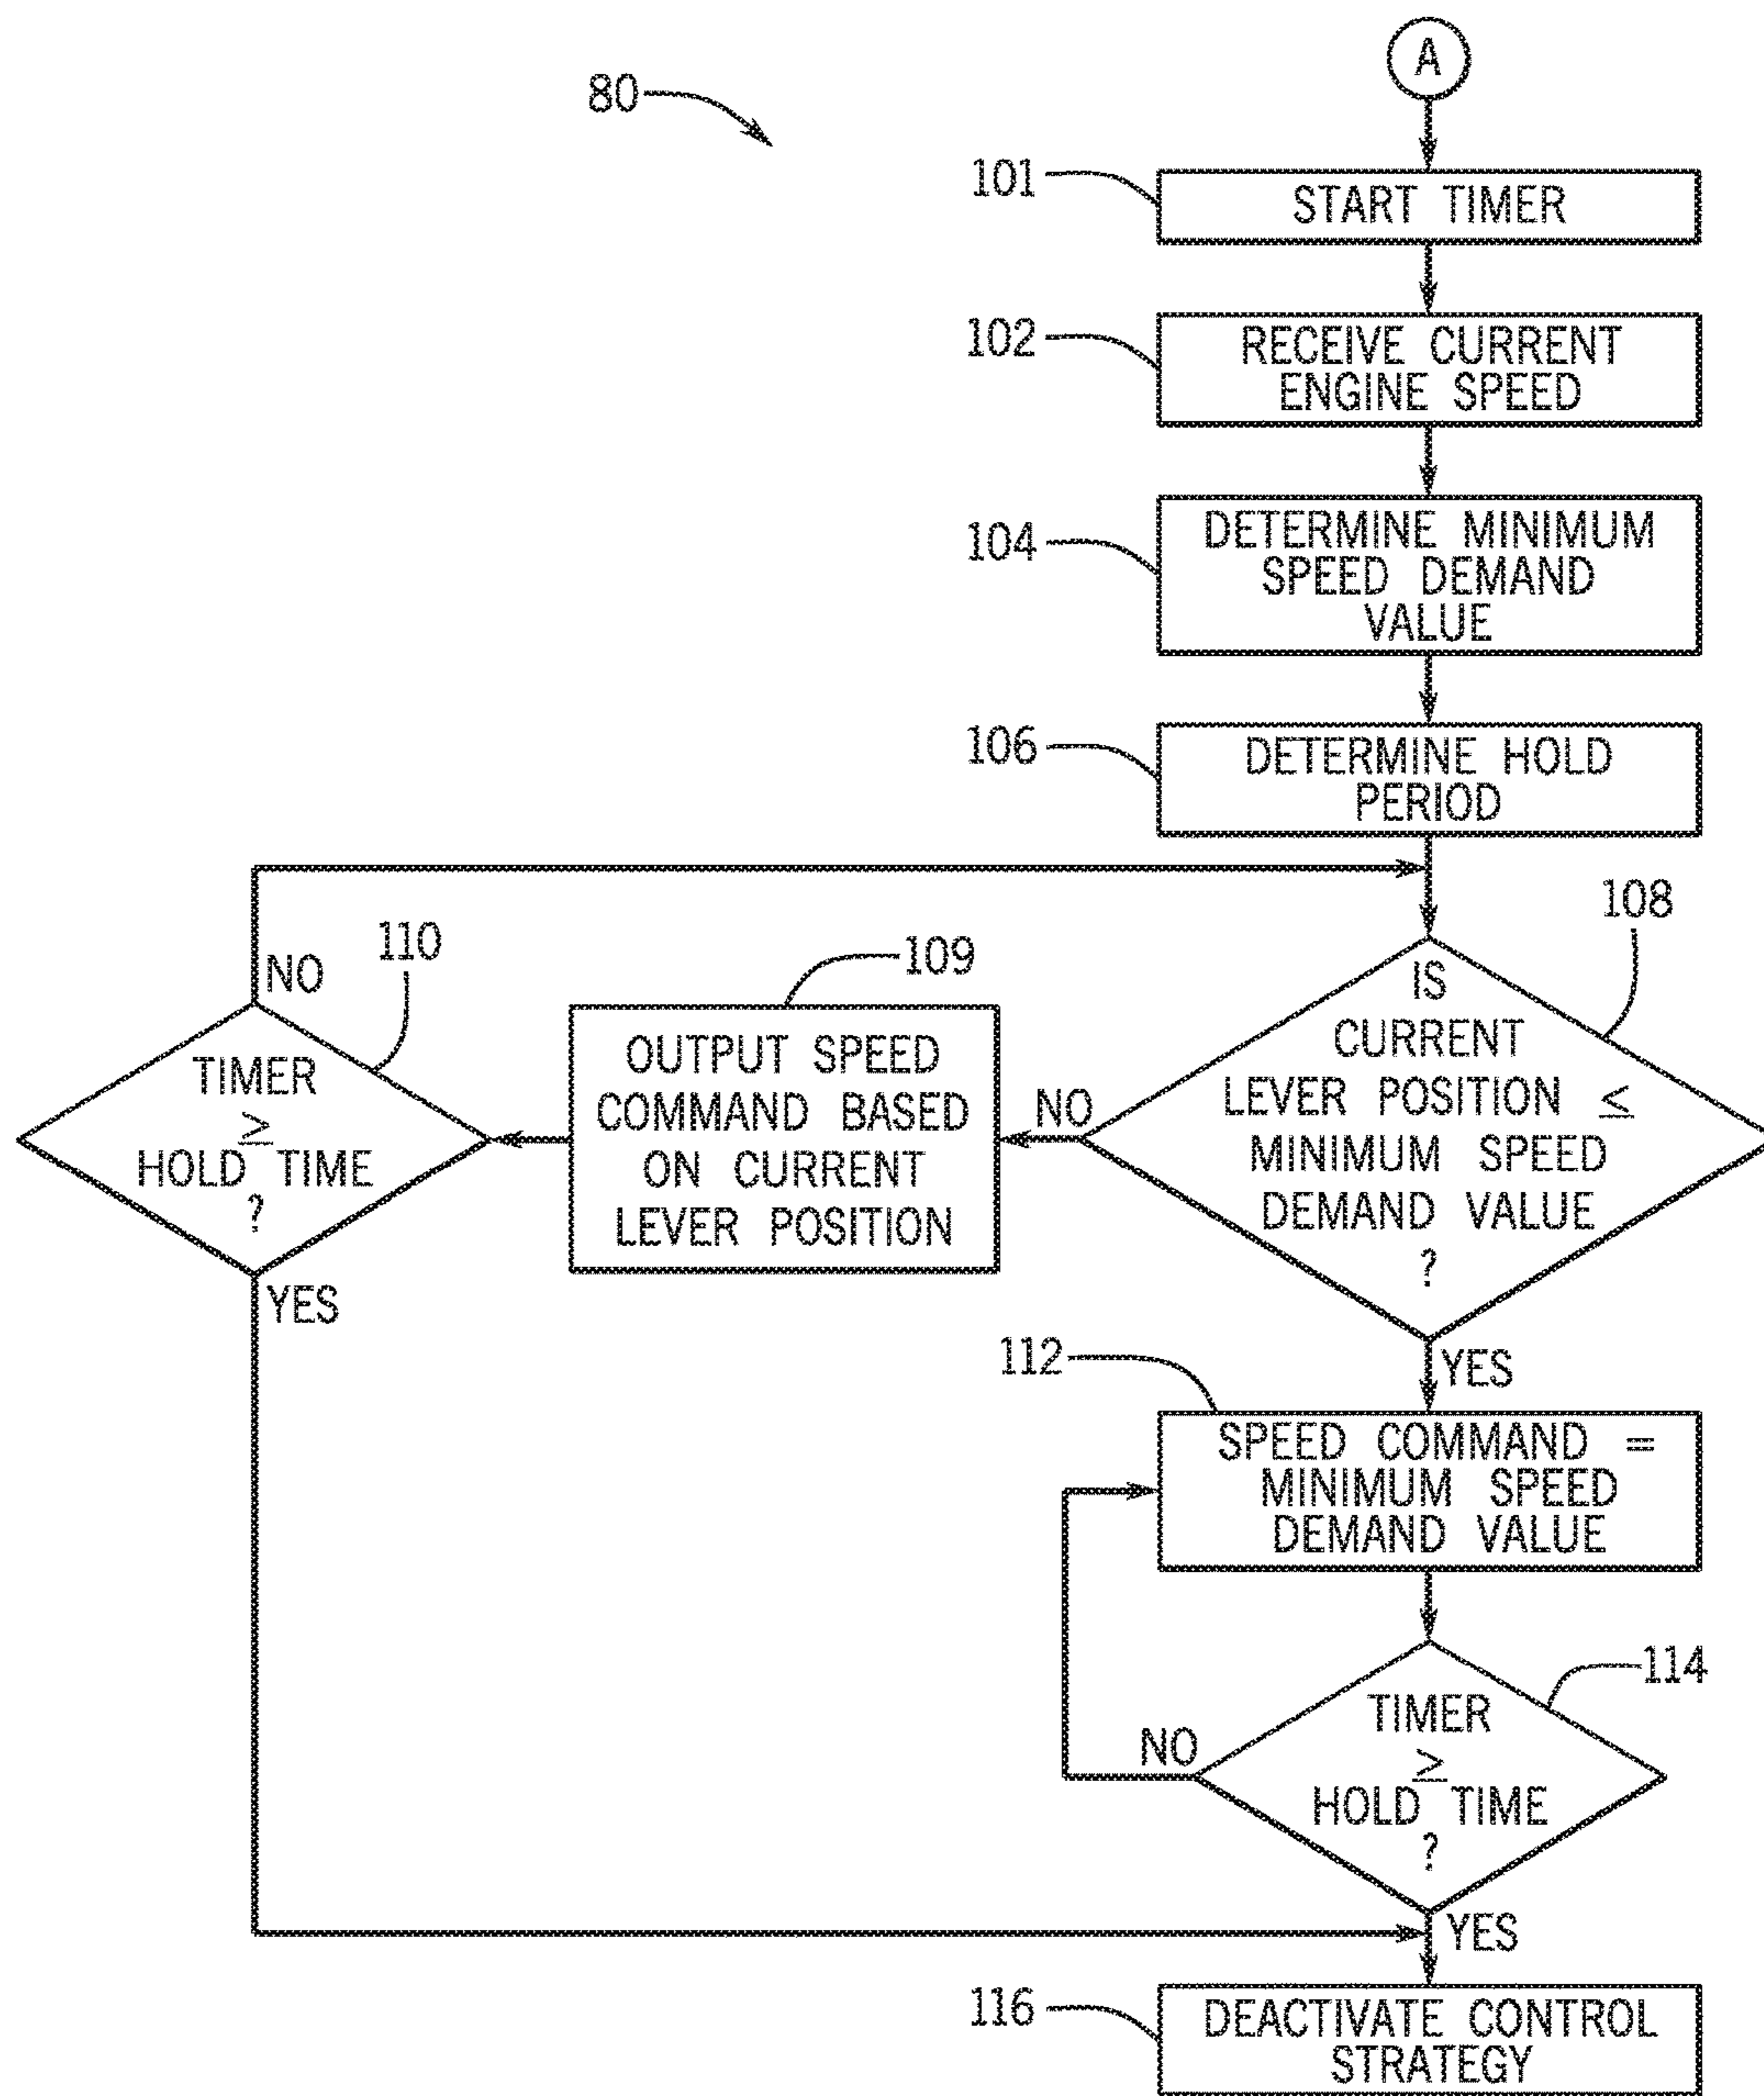 A
80
101
START TIMER
102
RECEIVE CURRENT
ENGINE SPEED
104
DETERMINE MINIMUM
SPEED DEMAND
VALUE
106
DETERMINE HOLD
PERIOD
108
IS
CURRENT
LEVER POSITION ≤
MINIMUM SPEED
DEMAND VALUE
?
NO
109
OUTPUT SPEED
COMMAND BASED
ON CURRENT
LEVER POSITION
110
NO
TIMER
≥
HOLD TIME
?
YES
YES
112
SPEED COMMAND =
MINIMUM SPEED
DEMAND VALUE
114
TIMER
≥
HOLD TIME
?
NO
YES
116
DEACTIVATE CONTROL
STRATEGY